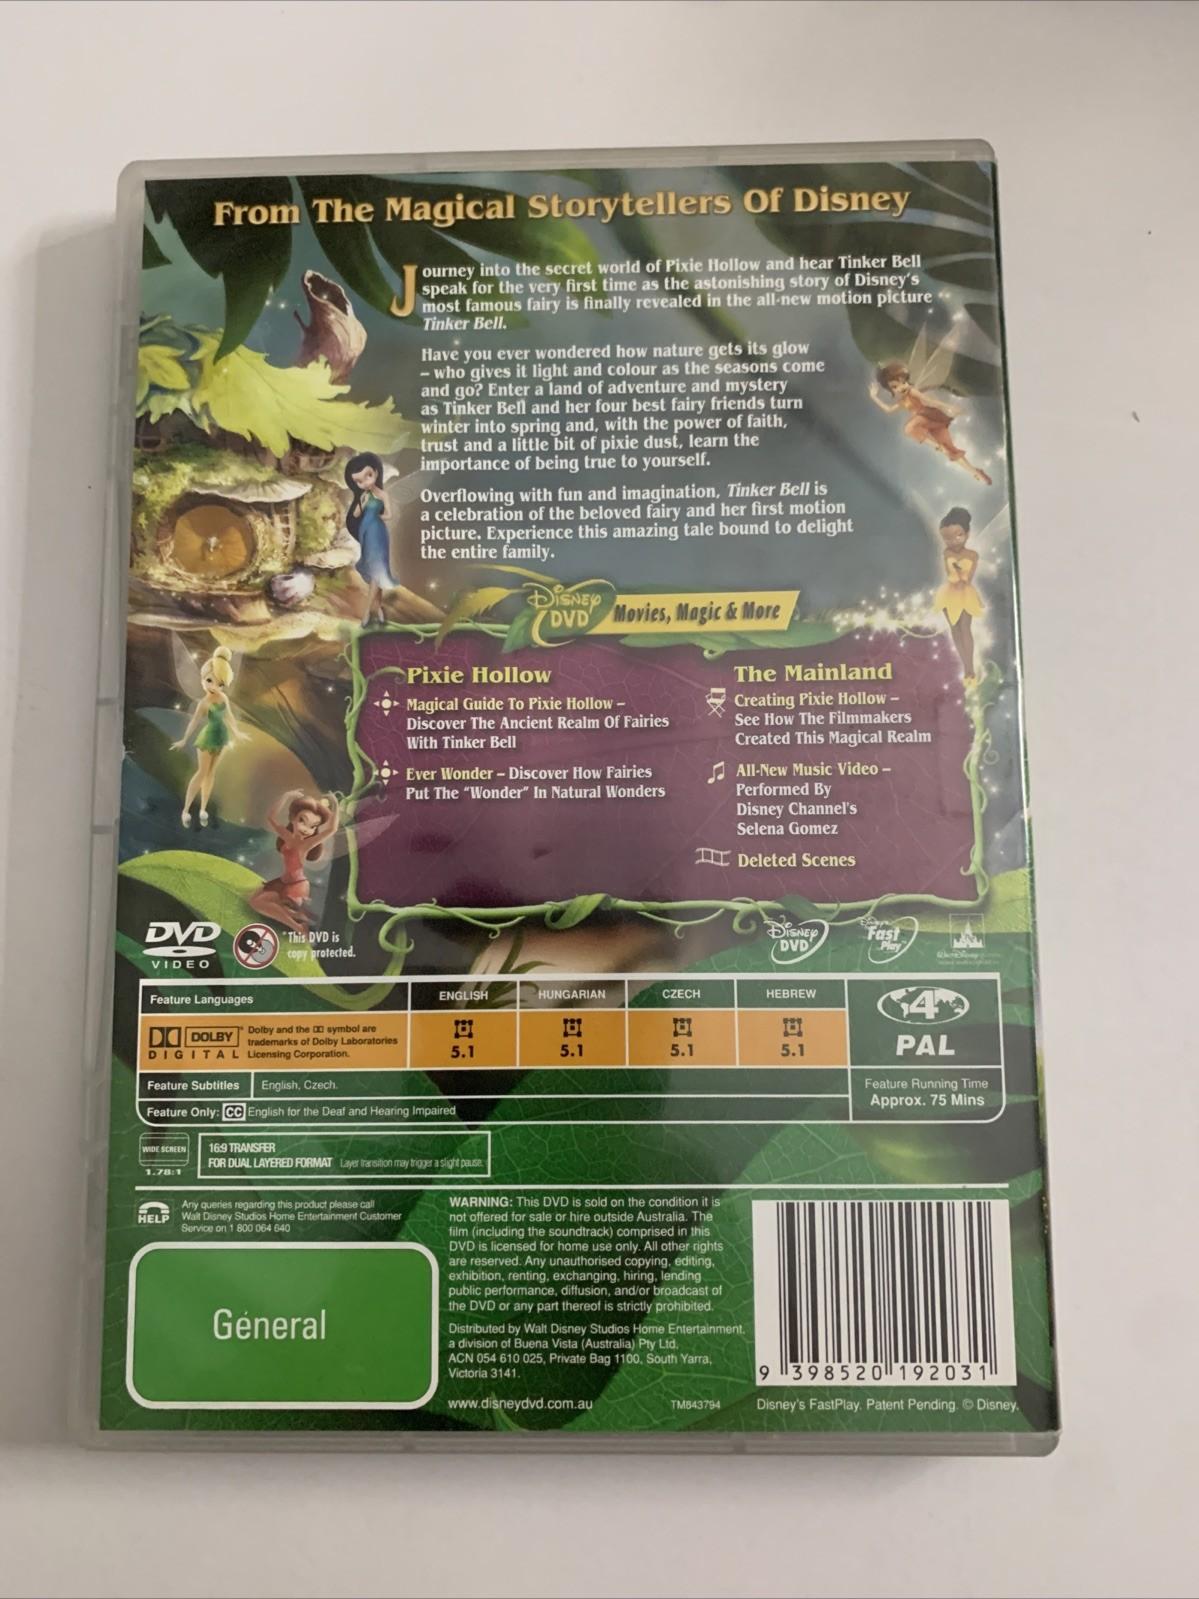 From The Magical Storytellers Of Disney
Journey into the secret world of Pixie Hollow and hear Tinker Bell
speak for the very first time as the astonishing story of Disney's
most famous fairy is finally revealed in the all-new motion picture
Tinker Bell.
Have you ever wondered how nature gets its glow
– who gives it light and colour as the seasons come
and go? Enter a land of adventure and mystery
as Tinker Bell and her four best fairy friends turn
winter into spring and, with the power of faith,
trust and a little bit of pixie dust, learn the
importance of being true to yourself.
Overflowing with fun and imagination, Tinker Bell is
a celebration of the beloved fairy and her first motion
picture. Experience this amazing tale bound to delight
the entire family.
Disney
DVD
Movies, Magic & More
Pixie Hollow
Magical Guide To Pixie Hollow –
Discover The Ancient Realm Of Fairies
With Tinker Bell
Ever Wonder – Discover How Fairies
Put The "Wonder" In Natural Wonders
The Mainland
Creating Pixie Hollow –
See How The Filmmakers
Created This Magical Realm
All-New Music Video –
Performed By
Disney Channel's
Selena Gomez
Deleted Scenes
DVD
VIDEO
*This DVD is
copy protected.
Disney
DVD
Disney's
Fast
Play
Walt Disney
Feature Languages
ENGLISH HUNGARIAN CZECH HEBREW
DOLBY
DIGITAL
Dolby and the DD symbol are
trademarks of Dolby Laboratories
Licensing Corporation.
5.1 5.1 5.1 5.1
4
PAL
Feature Subtitles English, Czech.
Feature Only: CC English for the Deaf and Hearing Impaired
Feature Running Time
Approx. 75 Mins
WIDE SCREEN
1.78:1
16:9 TRANSFER
FOR DUAL LAYERED FORMAT Layer transition may trigger a slight pause.
HELP
Any queries regarding this product please call
Walt Disney Studios Home Entertainment Customer
Service on 1 800 064 640
General
WARNING: This DVD is sold on the condition it is
not offered for sale or hire outside Australia. The
film (including the soundtrack) comprised in this
DVD is licensed for home use only. All other rights
are reserved. Any unauthorised copying, editing,
exhibition, renting, exchanging, hiring, lending
public performance, diffusion, and/or broadcast of
the DVD or any part thereof is strictly prohibited.
Distributed by Walt Disney Studios Home Entertainment,
a division of Buena Vista (Australia) Pty Ltd.
ACN 054 610 025, Private Bag 1100, South Yarra,
Victoria 3141.
www.disneydvd.com.au
TM843794
9 398520 192031
Disney's FastPlay. Patent Pending. © Disney.